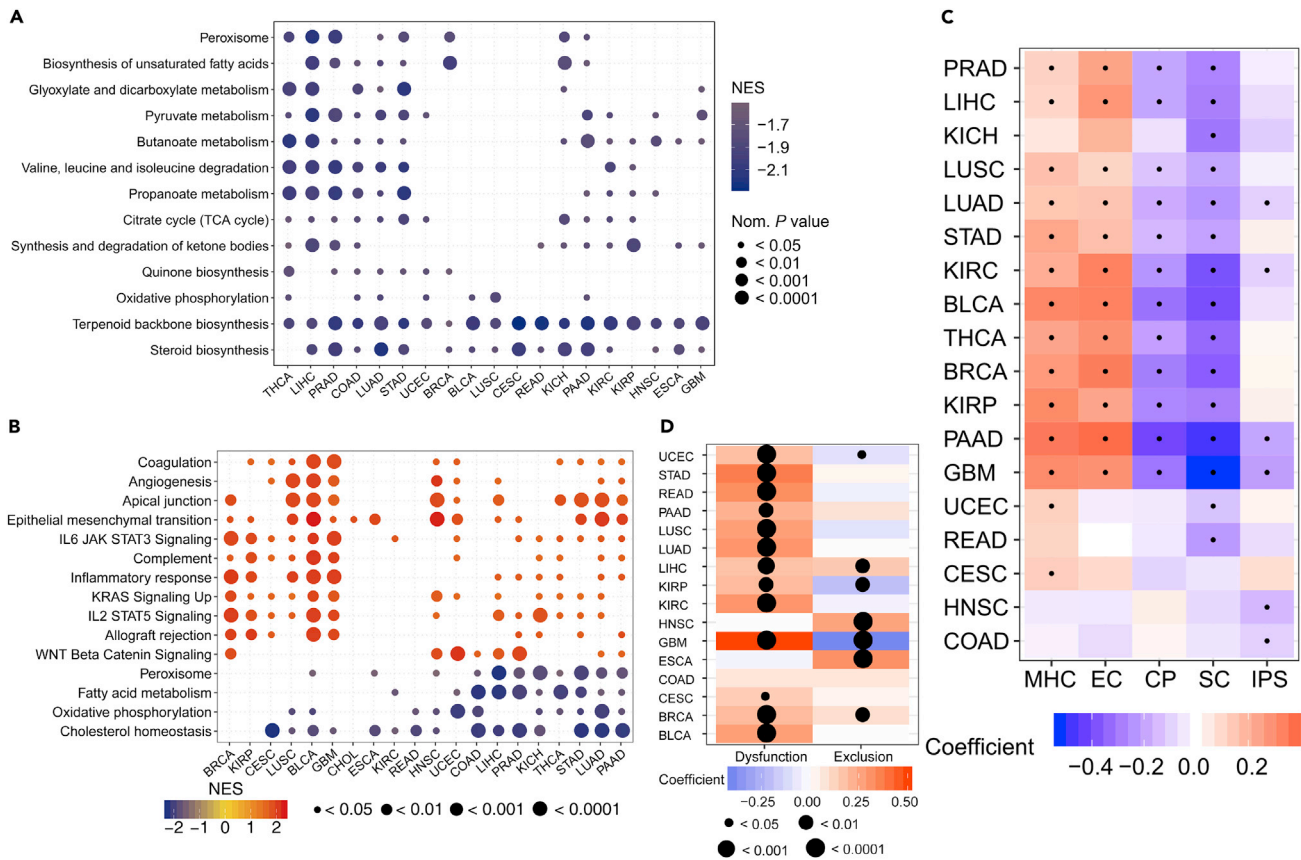 A
Peroxisome
Biosynthesis of unsaturated fatty acids
Glyoxylate and dicarboxylate metabolism
Pyruvate metabolism
Butanoate metabolism
Valine, leucine and isoleucine degradation
Propanoate metabolism
Citrate cycle (TCA cycle)
Synthesis and degradation of ketone bodies
Quinone biosynthesis
Oxidative phosphorylation
Terpenoid backbone biosynthesis
Steroid biosynthesis
THCA LIHC PRAD COAD LUAD STAD UCEC BRCA BLCA LUSC CESC READ KICH PAAD KIRC KIRP HNSC ESCA GBM
NES
−1.7
−1.9
−2.1
Nom. P value
< 0.05
< 0.01
< 0.001
< 0.0001
B
Coagulation
Angiogenesis
Apical junction
Epithelial mesenchymal transition
IL6 JAK STAT3 Signaling
Complement
Inflammatory response
KRAS Signaling Up
IL2 STAT5 Signaling
Allograft rejection
WNT Beta Catenin Signaling
Peroxisome
Fatty acid metabolism
Oxidative phosphorylation
Cholesterol homeostasis
BRCA KIRP CESC LUSC BLCA GBM CHOL ESCA KIRC READ HNSC UCEC COAD LIHC PRAD KICH THCA STAD LUAD PAAD
NES
−2 −1 0 1 2
< 0.05 < 0.01 < 0.001 < 0.0001
C
PRAD
LIHC
KICH
LUSC
LUAD
STAD
KIRC
BLCA
THCA
BRCA
KIRP
PAAD
GBM
UCEC
READ
CESC
HNSC
COAD
MHC EC CP SC IPS
Coefficient
−0.4 −0.2 0.0 0.2
D
UCEC
STAD
READ
PAAD
LUSC
LUAD
LIHC
KIRP
KIRC
HNSC
GBM
ESCA
COAD
CESC
BRCA
BLCA
Dysfunction Exclusion
Coefficient
−0.25 0.00 0.25 0.50
< 0.05 < 0.01
< 0.001 < 0.0001